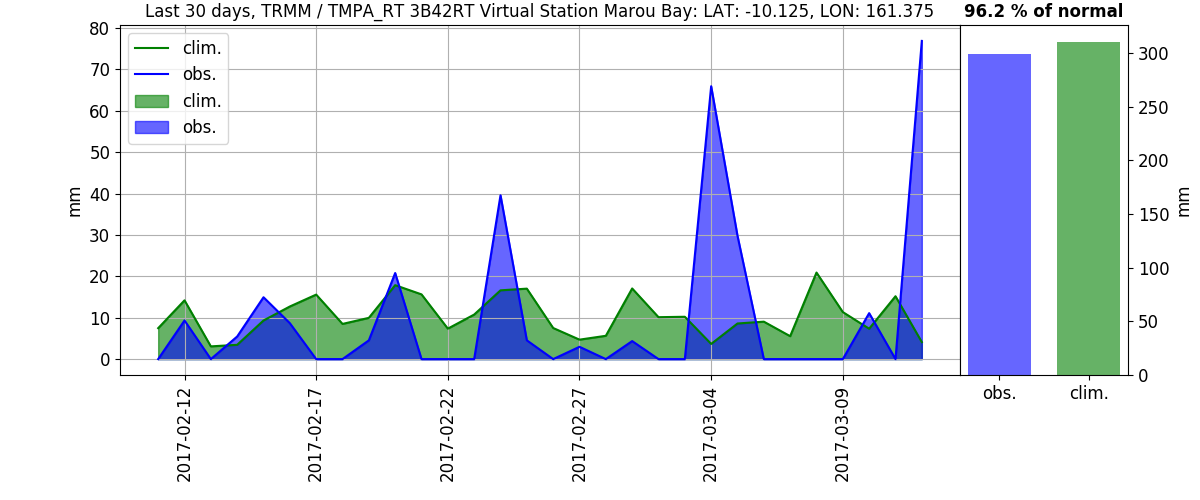 Last 30 days, TRMM / TMPA_RT 3B42RT Virtual Station Marou Bay: LAT: -10.125, LON: 161.375
96.2 % of normal
clim.
obs.
clim.
obs.
80
70
60
50
40
30
20
10
0
mm
2017-02-12
2017-02-17
2017-02-22
2017-02-27
2017-03-04
2017-03-09
300
250
200
150
100
50
0
mm
obs.
clim.